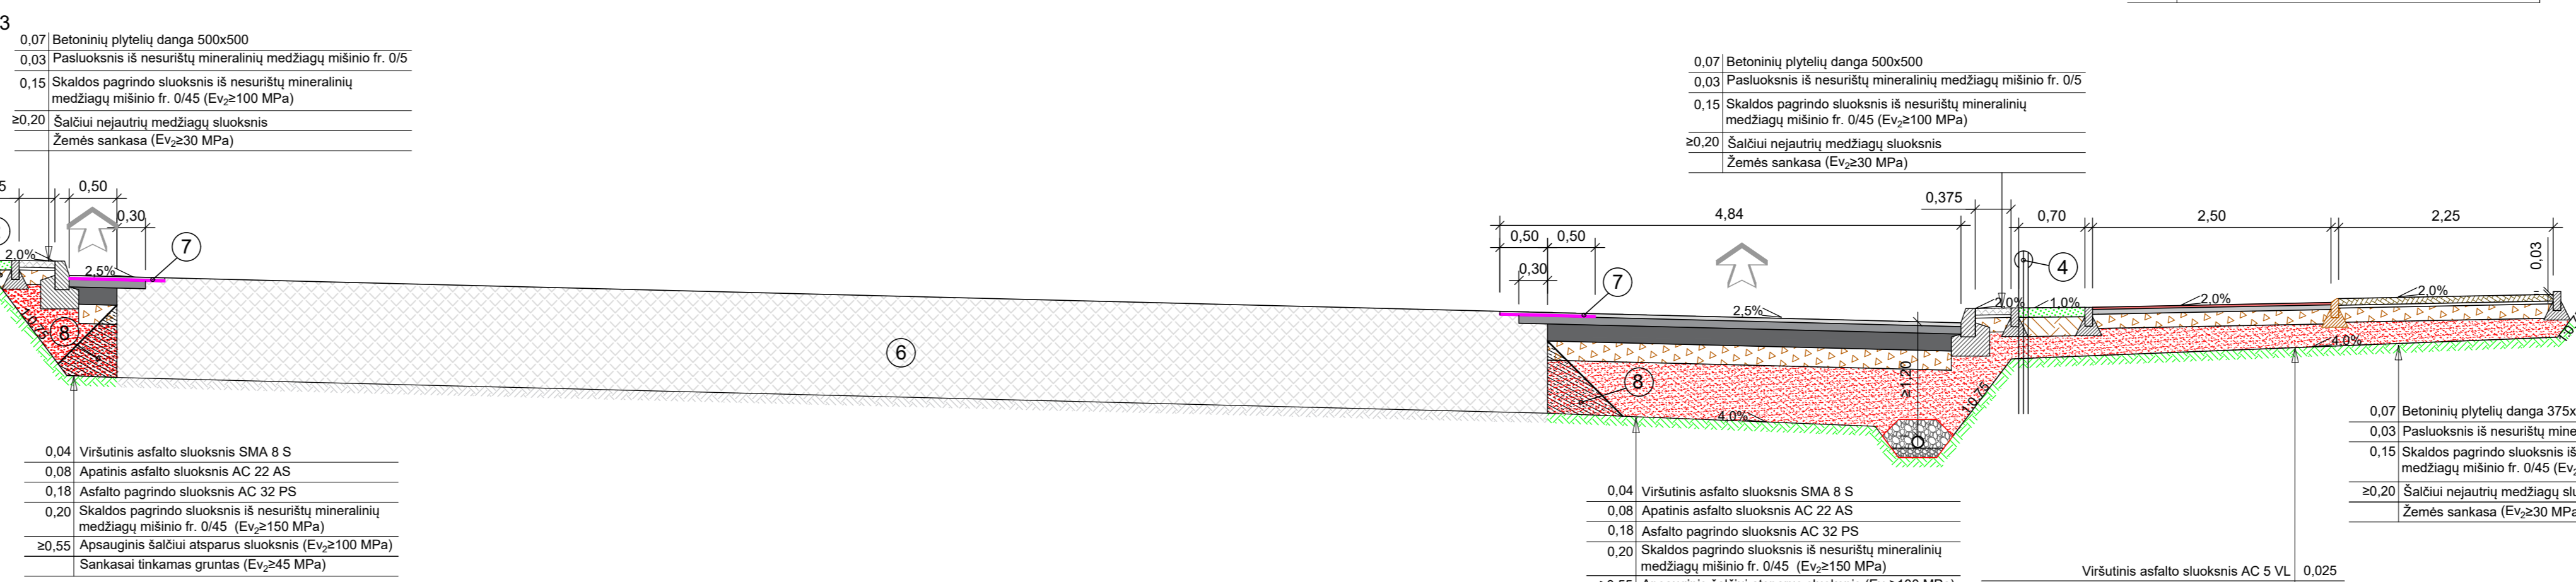 3
0,07 Betoninių plytelių danga 500x500
0,03 Pasluoksnis iš nesurištų mineralinių medžiagų mišinio fr. 0/5
0,15 Skaldos pagrindo sluoksnis iš nesurištų mineralinių
medžiagų mišinio fr. 0/45 (Ev₂≥100 MPa)
≥0,20 Šalčiui nejautrių medžiagų sluoksnis
Žemės sankasa (Ev₂≥30 MPa)
0,07 Betoninių plytelių danga 500x500
0,03 Pasluoksnis iš nesurištų mineralinių medžiagų mišinio fr. 0/5
0,15 Skaldos pagrindo sluoksnis iš nesurištų mineralinių
medžiagų mišinio fr. 0/45 (Ev₂≥100 MPa)
≥0,20 Šalčiui nejautrių medžiagų sluoksnis
Žemės sankasa (Ev₂≥30 MPa)
5 0,50
0,30
7
2.0%
2.5%
8
6
4,84
0,50 0,50
0,30
7
2.5%
8
4.0%
≥1,20
1:0.75
0,375
0,70 2,50 2,25
0,03
4
2.0% 1.0% 2.0% 2.0%
4.0%
0,04 Viršutinis asfalto sluoksnis SMA 8 S
0,08 Apatinis asfalto sluoksnis AC 22 AS
0,18 Asfalto pagrindo sluoksnis AC 32 PS
0,20 Skaldos pagrindo sluoksnis iš nesurištų mineralinių
medžiagų mišinio fr. 0/45 (Ev₂≥150 MPa)
≥0,55 Apsauginis šalčiui atsparus sluoksnis (Ev₂≥100 MPa)
Sankasai tinkamas gruntas (Ev₂≥45 MPa)
0,04 Viršutinis asfalto sluoksnis SMA 8 S
0,08 Apatinis asfalto sluoksnis AC 22 AS
0,18 Asfalto pagrindo sluoksnis AC 32 PS
0,20 Skaldos pagrindo sluoksnis iš nesurištų mineralinių
medžiagų mišinio fr. 0/45 (Ev₂≥150 MPa)
0,07 Betoninių plytelių danga 375x
0,03 Pasluoksnis iš nesurištų mine
0,15 Skaldos pagrindo sluoksnis iš
medžiagų mišinio fr. 0/45 (Ev
≥0,20 Šalčiui nejautrių medžiagų slu
Žemės sankasa (Ev₂≥30 MPa
Viršutinis asfalto sluoksnis AC 5 VL 0,025